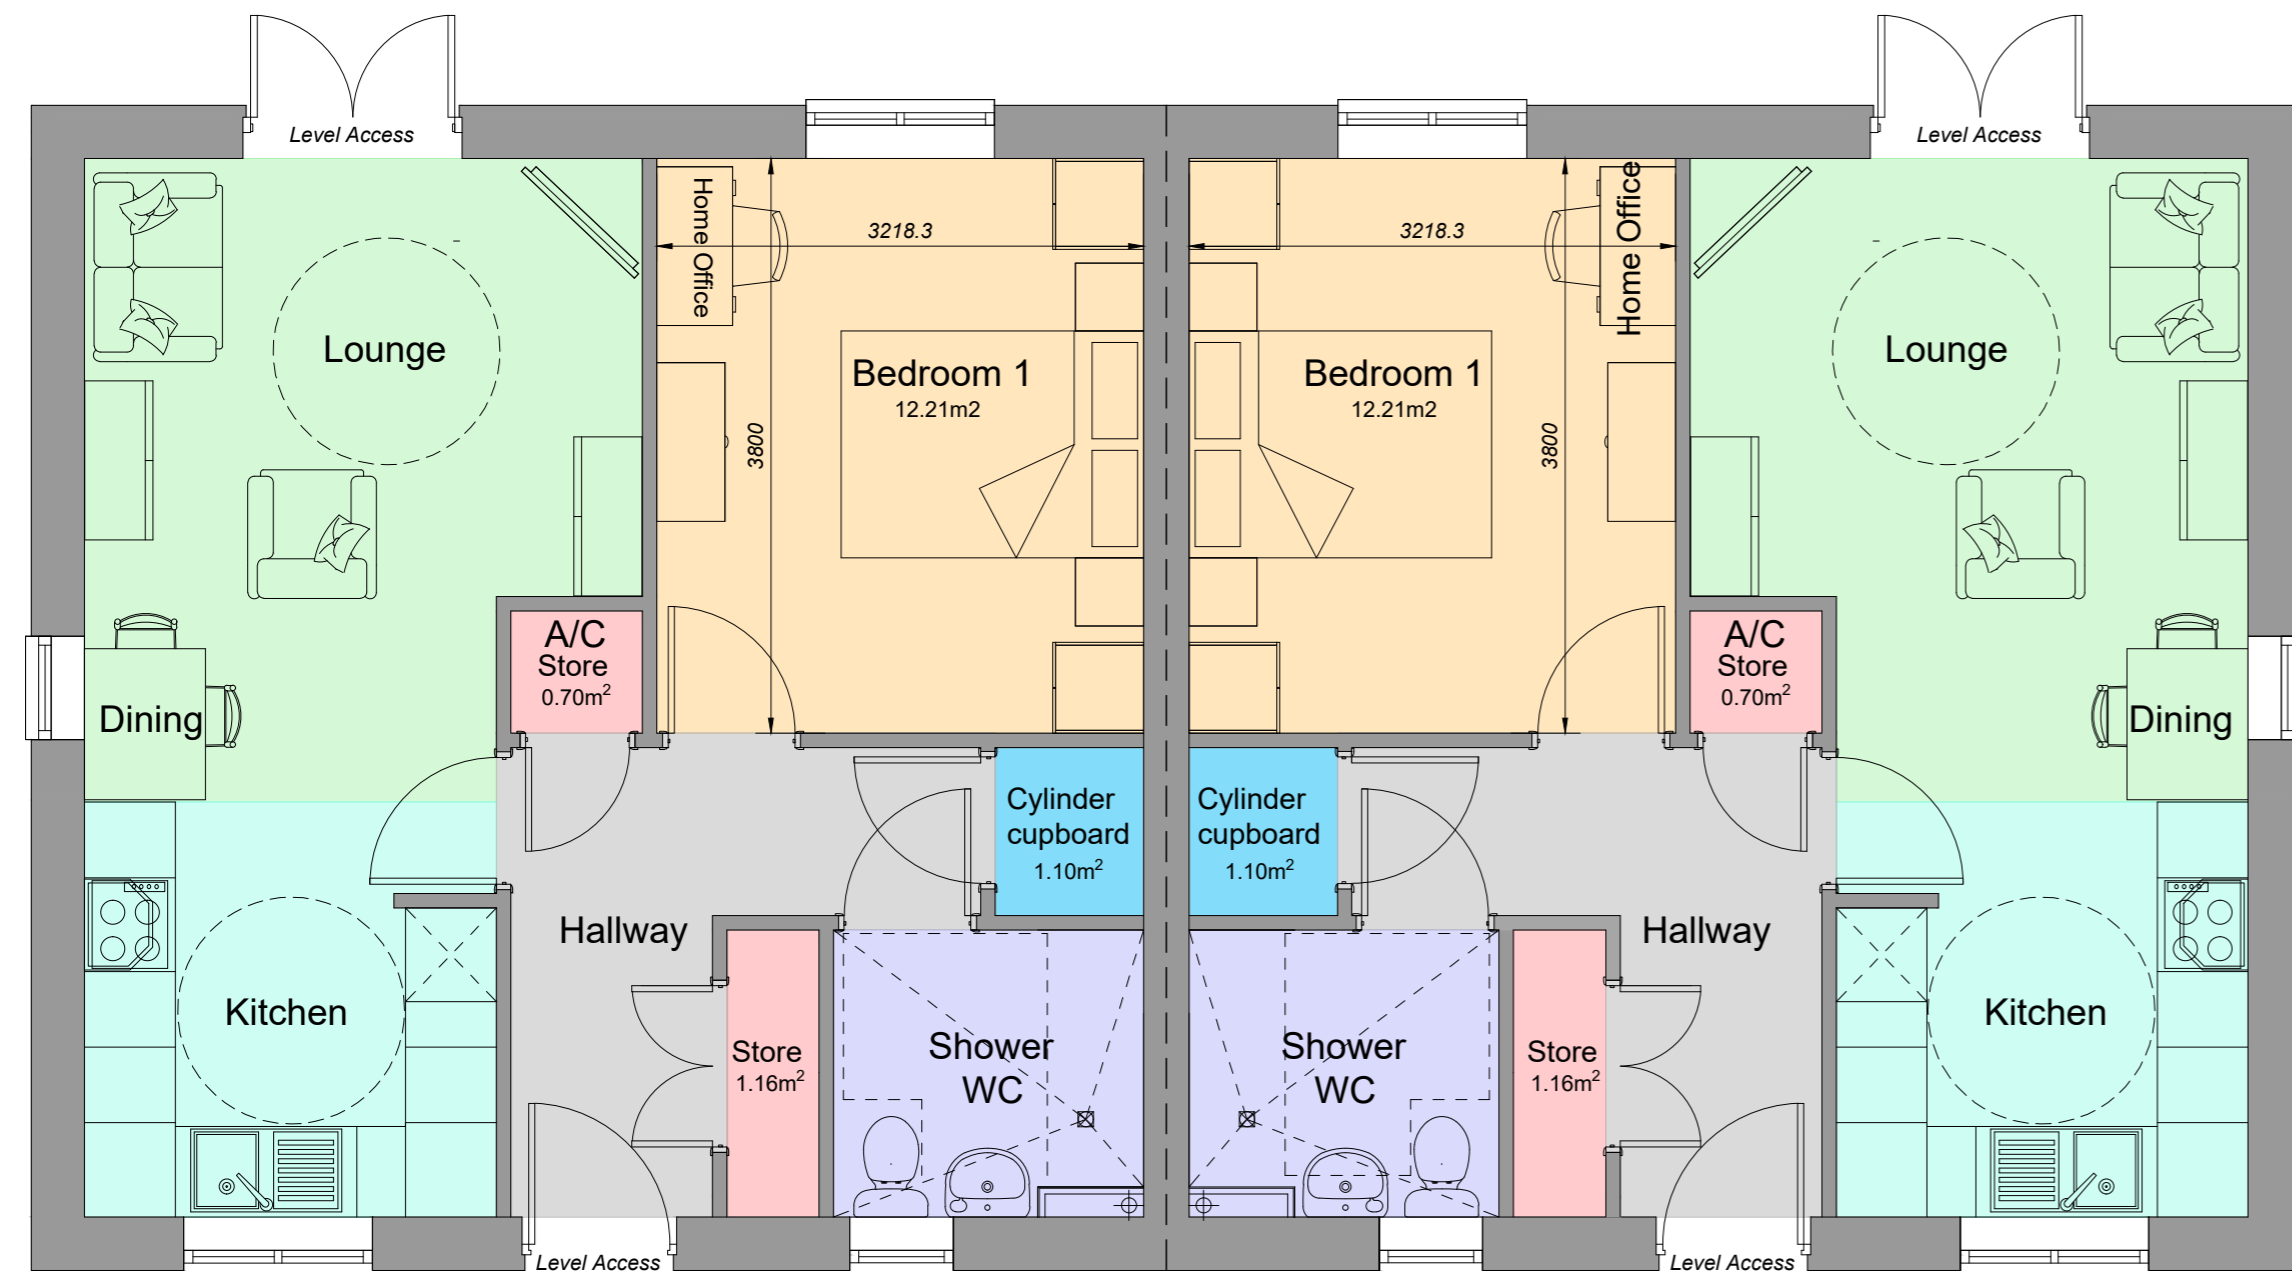 Level Access
Level Access
Home Office
3218.3
3218.3
Home Office
Lounge
Bedroom 1
12.21m2
3800
Bedroom 1
12.21m2
3800
Lounge
A/C
Store
0.70m²
A/C
Store
0.70m²
Dining
Dining
Cylinder
cupboard
1.10m²
Cylinder
cupboard
1.10m²
Hallway
Hallway
Kitchen
Store
1.16m²
Shower
WC
Shower
WC
Store
1.16m²
Kitchen
Level Access
Level Access